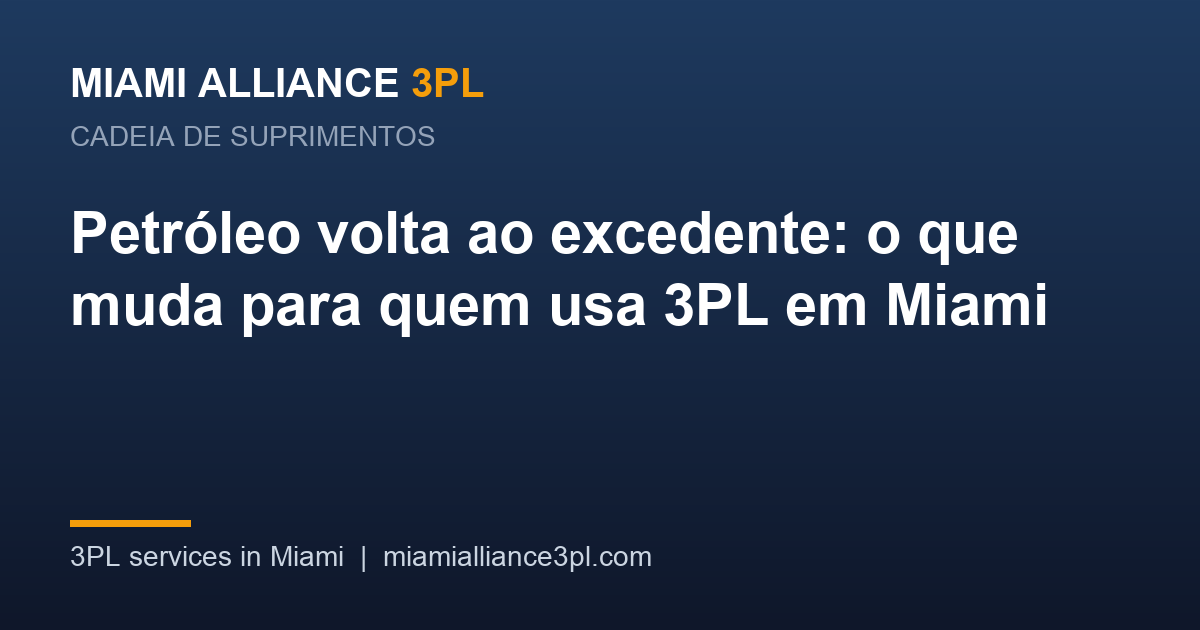 MIAMI ALLIANCE 3PL
CADEIA DE SUPRIMENTOS
Petróleo volta ao excedente: o que
muda para quem usa 3PL em Miami
3PL services in Miami | miamialliance3pl.com